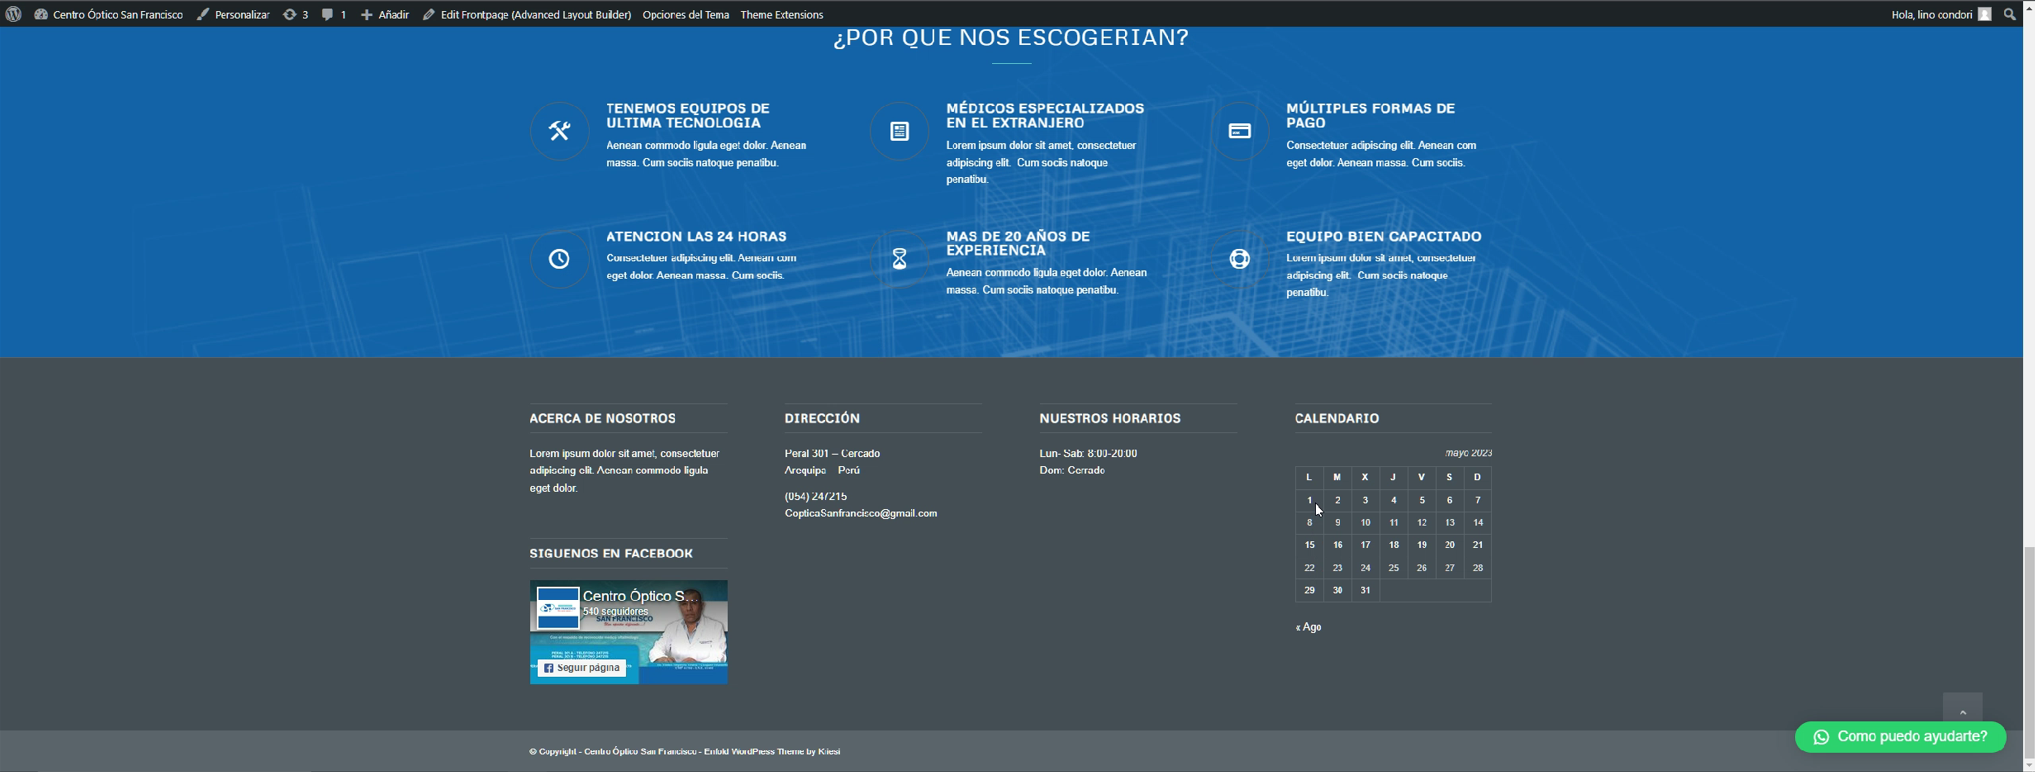 Centro Óptico San Francisco Personalizar 3 1 Añadir Edit Frontpage (Advanced Layout Builder) Opciones del Tema Theme Extensions Hola, lino condori
¿POR QUE NOS ESCOGERIAN?
TENEMOS EQUIPOS DE
ULTIMA TECNOLOGIA
Aenean commodo ligula eget dolor. Aenean
massa. Cum sociis natoque penatibu.
MÉDICOS ESPECIALIZADOS
EN EL EXTRANJERO
Lorem ipsum dolor sit amet, consectetuer
adipiscing elit. Cum sociis natoque
penatibu.
MÚLTIPLES FORMAS DE
PAGO
Consectetuer adipiscing elit. Aenean com
eget dolor. Aenean massa. Cum sociis.
ATENCION LAS 24 HORAS
Consectetuer adipiscing elit. Aenean com
eget dolor. Aenean massa. Cum sociis.
MAS DE 20 AÑOS DE
EXPERIENCIA
Aenean commodo ligula eget dolor. Aenean
massa. Cum sociis natoque penatibu.
EQUIPO BIEN CAPACITADO
Lorem ipsum dolor sit amet, consectetuer
adipiscing elit. Cum sociis natoque
penatibu.
ACERCA DE NOSOTROS
Lorem ipsum dolor sit amet, consectetuer
adipiscing elit. Aenean commodo ligula
eget dolor.
SIGUENOS EN FACEBOOK
Centro Óptico S...
540 seguidores
SAN FRANCISCO
Seguir página
DIRECCIÓN
Peral 301 – Cercado
Arequipa – Perú
(054) 247215
CopticaSanfrancisco@gmail.com
NUESTROS HORARIOS
Lun- Sab: 8:00-20:00
Dom: Cerrado
CALENDARIO
mayo 2023
L M X J V S D
1 2 3 4 5 6 7
8 9 10 11 12 13 14
15 16 17 18 19 20 21
22 23 24 25 26 27 28
29 30 31
« Ago
Como puedo ayudarte?
© Copyright - Centro Óptico San Francisco - Enfold WordPress Theme by Kriesi